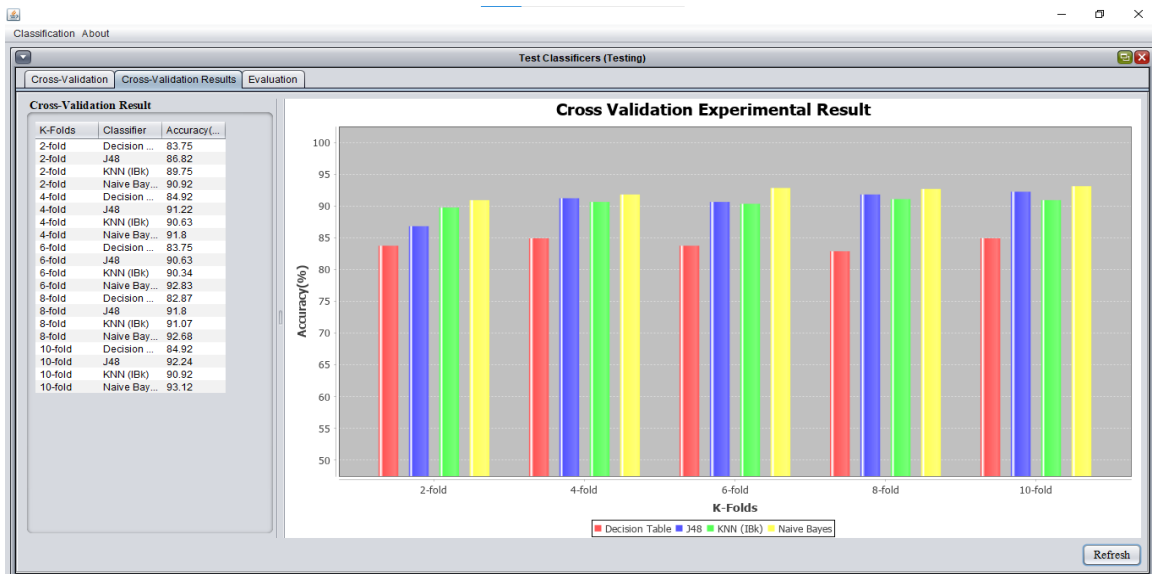 Classification About
Test Classificers (Testing)
Cross-Validation Cross-Validation Results Evaluation
Cross-Validation Result
K-Folds Classifier Accuracy(...
2-fold Decision ... 83.75
2-fold J48 86.82
2-fold KNN (IBk) 89.75
2-fold Naive Bay... 90.92
4-fold Decision ... 84.92
4-fold J48 91.22
4-fold KNN (IBk) 90.63
4-fold Naive Bay... 91.8
6-fold Decision ... 83.75
6-fold J48 90.63
6-fold KNN (IBk) 90.34
6-fold Naive Bay... 92.83
8-fold Decision ... 82.87
8-fold J48 91.8
8-fold KNN (IBk) 91.07
8-fold Naive Bay... 92.68
10-fold Decision ... 84.92
10-fold J48 92.24
10-fold KNN (IBk) 90.92
10-fold Naive Bay... 93.12
Cross Validation Experimental Result
Accuracy(%)
100
95
90
85
80
75
70
65
60
55
50
2-fold 4-fold 6-fold 8-fold 10-fold
K-Folds
Decision Table J48 KNN (IBk) Naive Bayes
Refresh